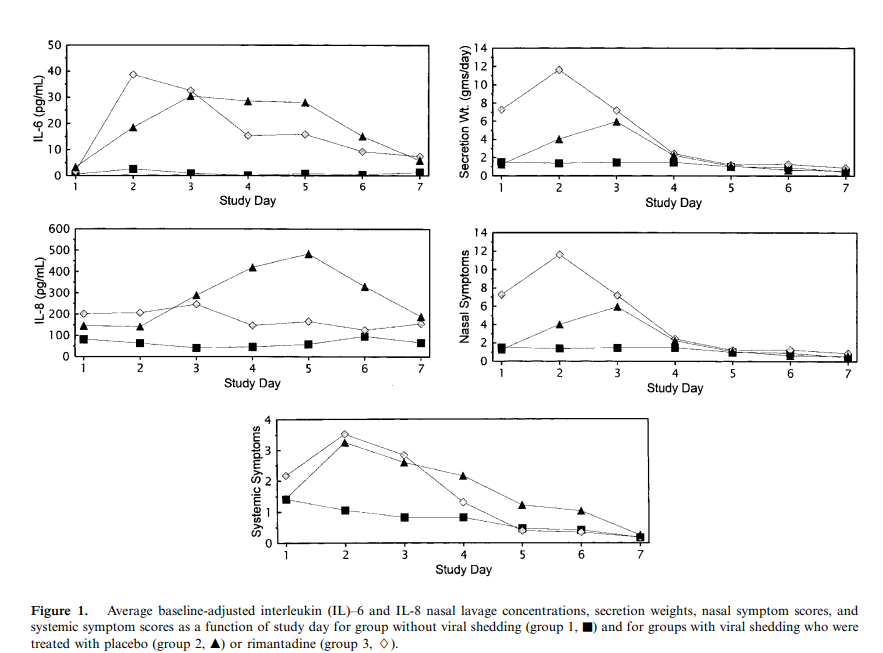 50
40
30
20
10
0
IL-6 (pg/mL)
1 2 3 4 5 6 7
Study Day
14
12
10
8
6
4
2
0
Secretion Wt. (gms/day)
1 2 3 4 5 6 7
Study Day
600
500
400
300
200
100
0
IL-8 (pg/mL)
1 2 3 4 5 6 7
Study Day
14
12
10
8
6
4
2
0
Nasal Symptoms
1 2 3 4 5 6 7
Study Day
4
3
2
1
0
Systemic Symptoms
1 2 3 4 5 6 7
Study Day
Figure 1. Average baseline-adjusted interleukin (IL)–6 and IL-8 nasal lavage concentrations, secretion weights, nasal symptom scores, and
systemic symptom scores as a function of study day for group without viral shedding (group 1, ■) and for groups with viral shedding who were
treated with placebo (group 2, ▲) or rimantadine (group 3, ◇).